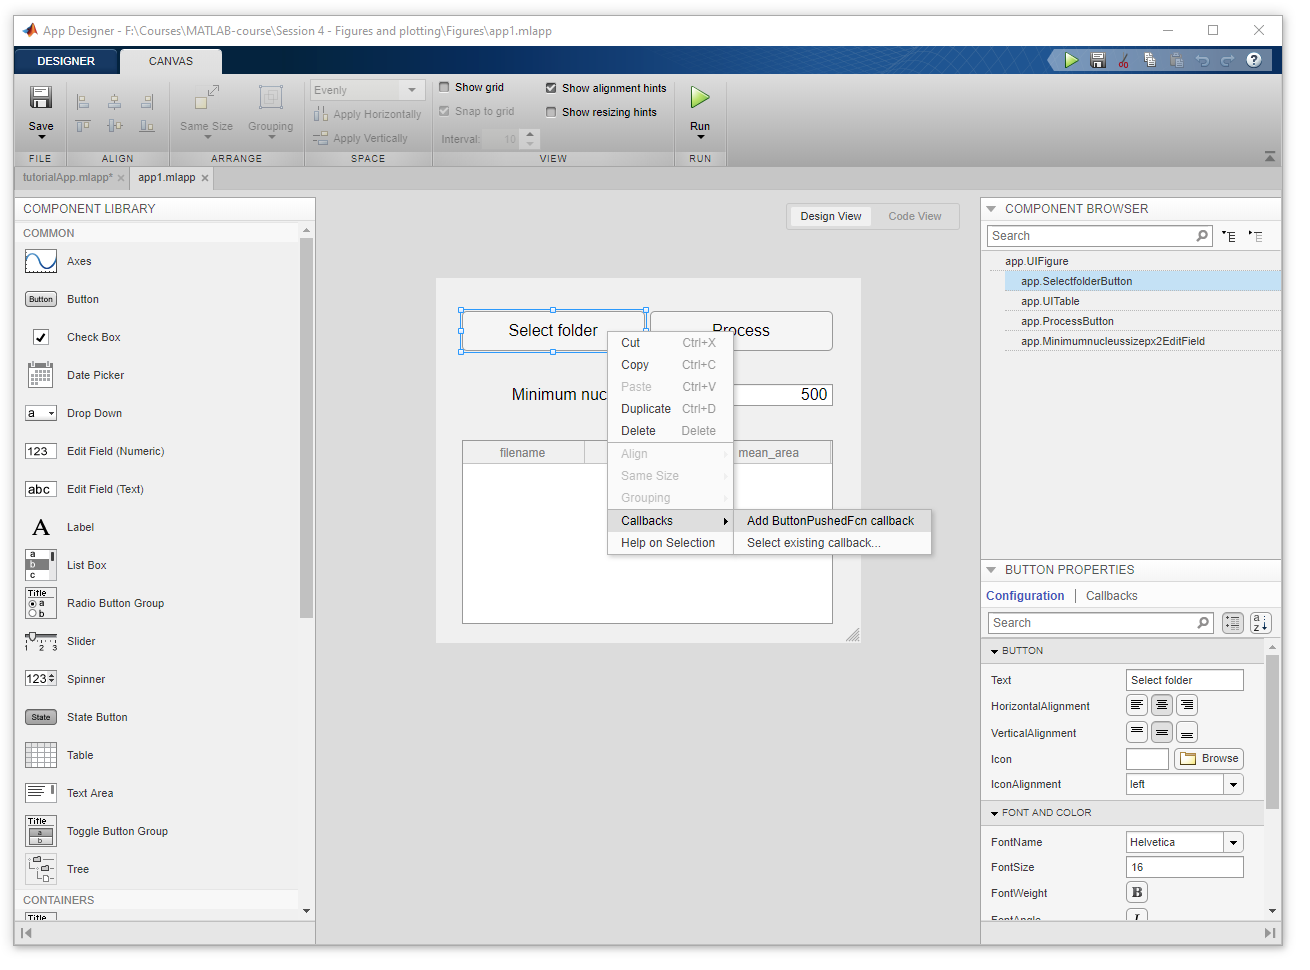 App Designer - F:\Courses\MATLAB-course\Session 4 - Figures and plotting\Figures\app1.mlapp
DESIGNER
CANVAS
Save
Same Size
Grouping
Evenly
Apply Horizontally
Apply Vertically
Show grid
Snap to grid
Interval:
10
Show alignment hints
Show resizing hints
Run
FILE
ALIGN
ARRANGE
SPACE
VIEW
RUN
tutorialApp.mlapp*
app1.mlapp
COMPONENT LIBRARY
COMMON
Axes
Button Button
Check Box
Date Picker
a Drop Down
123 Edit Field (Numeric)
abc Edit Field (Text)
A Label
a
b
c
List Box
Title
a
b
Radio Button Group
1 2 3
Slider
123 Spinner
State State Button
Table
Text Area
Title
a
b
Toggle Button Group
Tree
CONTAINERS
Title
Design View
Code View
Select folder
Process
Minimum nuc
500
filename
mean_area
Cut Ctrl+X
Copy Ctrl+C
Paste Ctrl+V
Duplicate Ctrl+D
Delete Delete
Align
Same Size
Grouping
Callbacks
Help on Selection
Add ButtonPushedFcn callback
Select existing callback...
COMPONENT BROWSER
Search
app.UIFigure
app.SelectfolderButton
app.UITable
app.ProcessButton
app.Minimumnucleussizepx2EditField
BUTTON PROPERTIES
Configuration | Callbacks
Search
a
z
BUTTON
Text Select folder
HorizontalAlignment
VerticalAlignment
Icon Browse
IconAlignment left
FONT AND COLOR
FontName Helvetica
FontSize 16
FontWeight B
FontAngle I